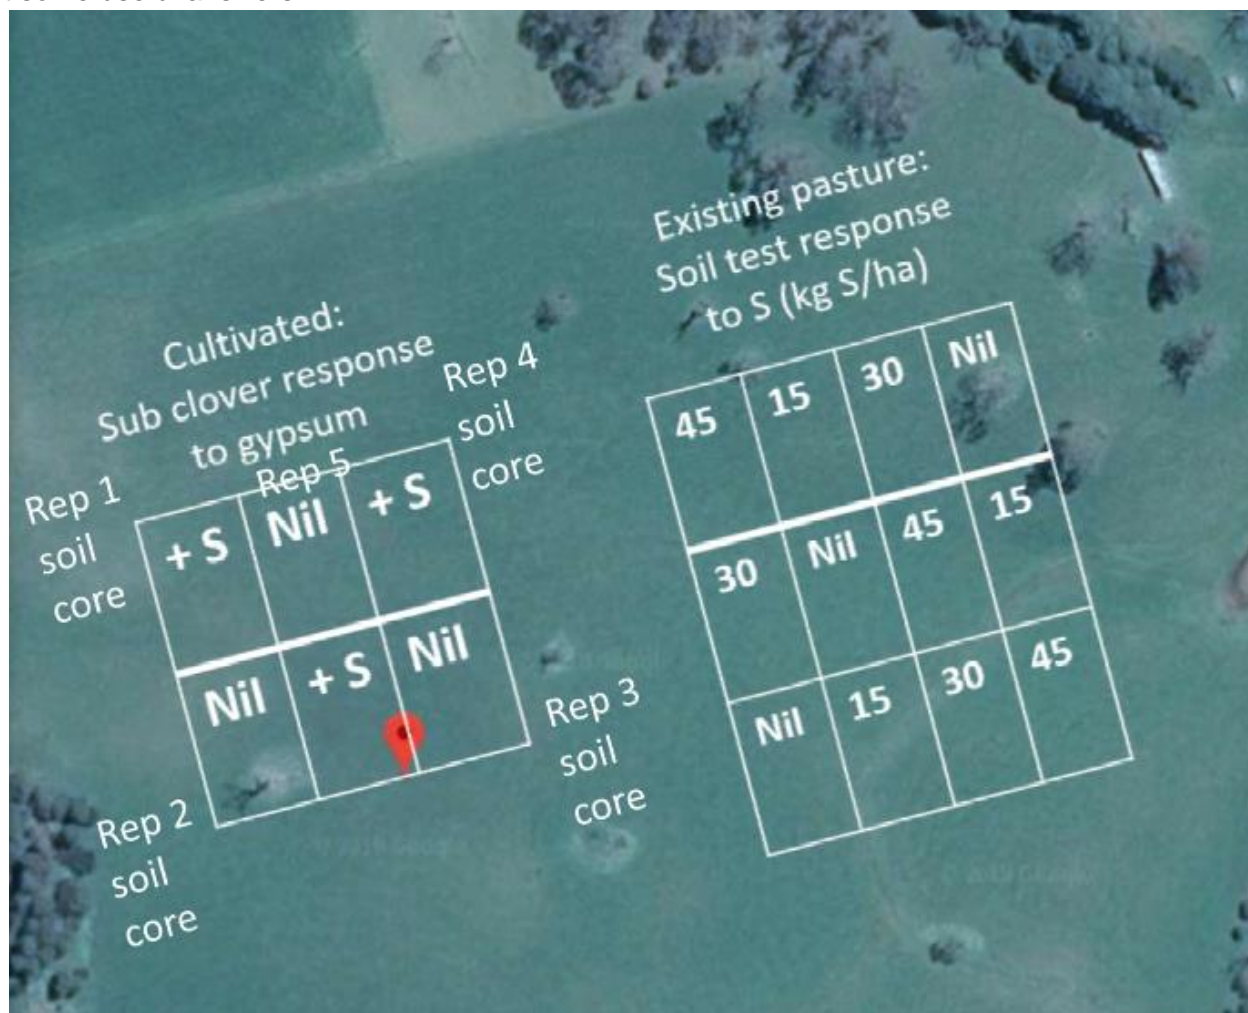 Existing pasture:
Soil test response
to S (kg S/ha)
45 15 30 Nil
30 Nil 45 15
Nil 15 30 45
Cultivated:
Sub clover response
to gypsum
Rep 1
soil
core
Rep 5
Rep 4
soil
core
+ S Nil + S
Nil + S Nil
Rep 2
soil
core
Rep 3
soil
core